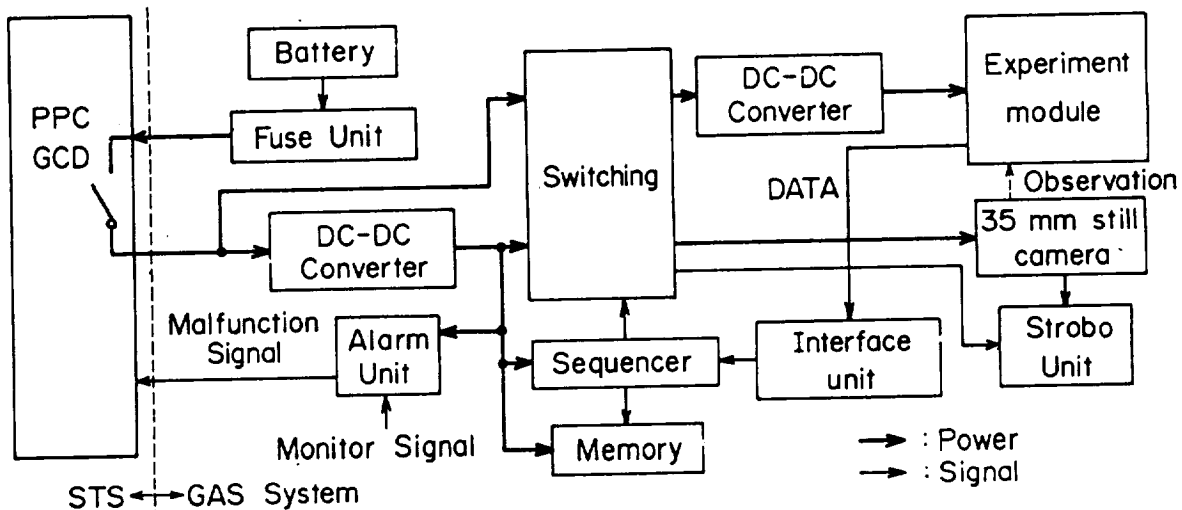 Battery
PPC
GCD
Fuse Unit
Switching
DC-DC
Converter
Experiment
module
DATA
Observation
DC-DC
Converter
35 mm still
camera
Malfunction
Signal
Alarm
Unit
Sequencer
Interface
unit
Strobo
Unit
Monitor Signal
Memory
: Power
: Signal
STS
GAS System